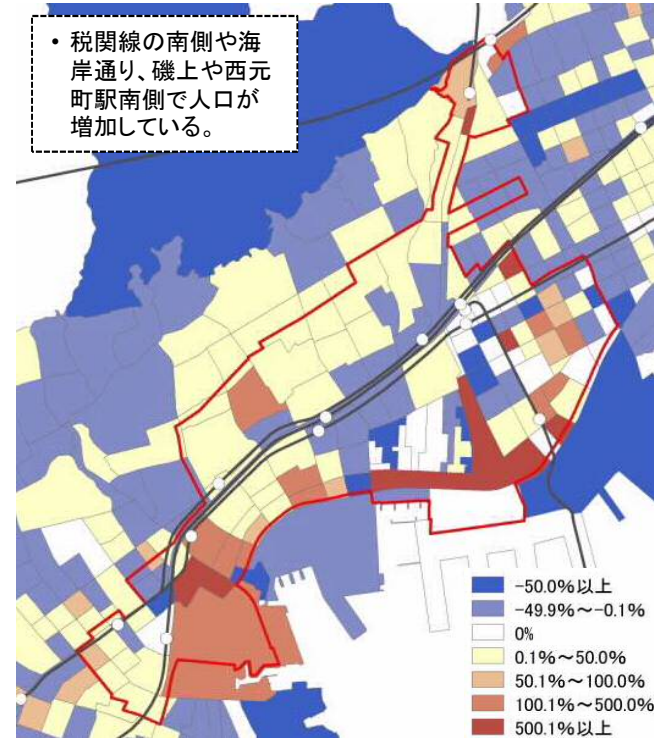 • 税関線の南側や海
岸通り、磯上や西元
町駅南側で人口が
増加している。
-50.0%以上
-49.9%～-0.1%
0%
0.1%～50.0%
50.1%～100.0%
100.1%～500.0%
500.1%以上